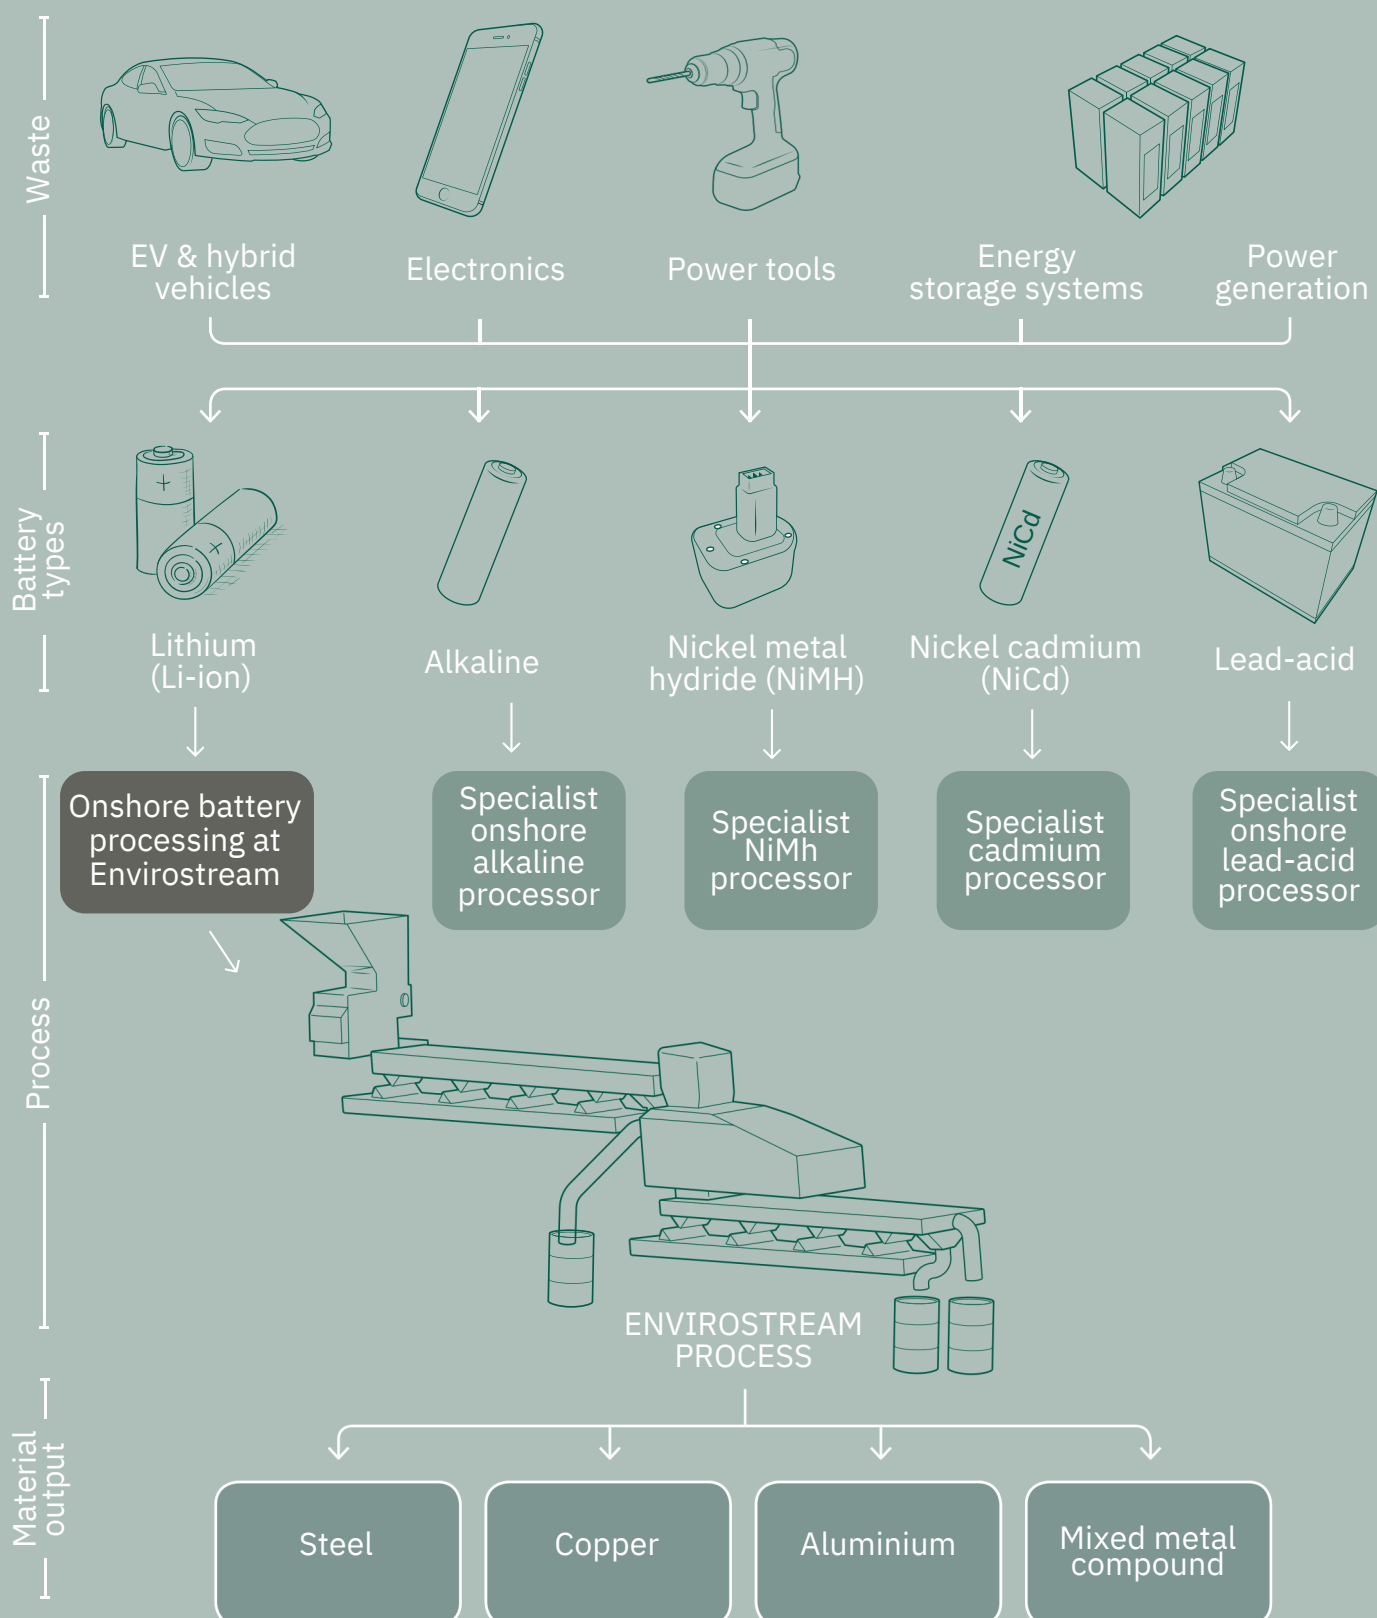 Waste
EV & hybrid
vehicles
Electronics
Power tools
Energy
storage systems
Power
generation
Battery
types
NiCd
Lithium
(Li-ion)
Alkaline
Nickel metal
hydride (NiMH)
Nickel cadmium
(NiCd)
Lead-acid
Process
Onshore battery
processing at
Envirostream
Specialist
onshore
alkaline
processor
Specialist
NiMh
processor
Specialist
cadmium
processor
Specialist
onshore
lead-acid
processor
ENVIROSTREAM
PROCESS
Material
output
Steel
Copper
Aluminium
Mixed metal
compound